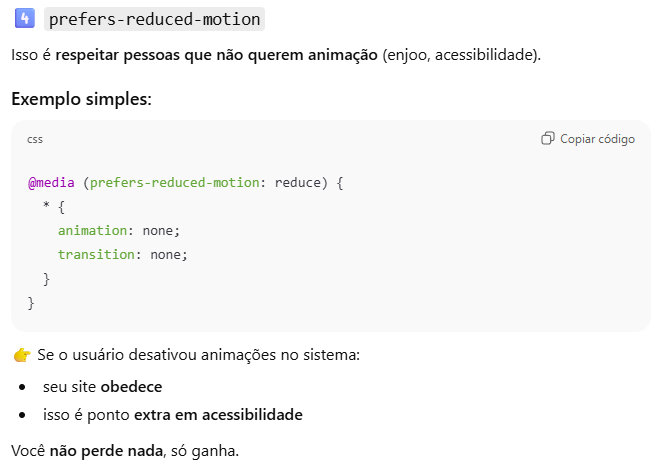 4️⃣ prefers-reduced-motion
Isso é respeitar pessoas que não querem animação (enjoo, acessibilidade).
Exemplo simples:
css
Copiar código
@media (prefers-reduced-motion: reduce) {
  * {
    animation: none;
    transition: none;
  }
}
👉 Se o usuário desativou animações no sistema:
• seu site obedece
• isso é ponto extra em acessibilidade
Você não perde nada, só ganha.